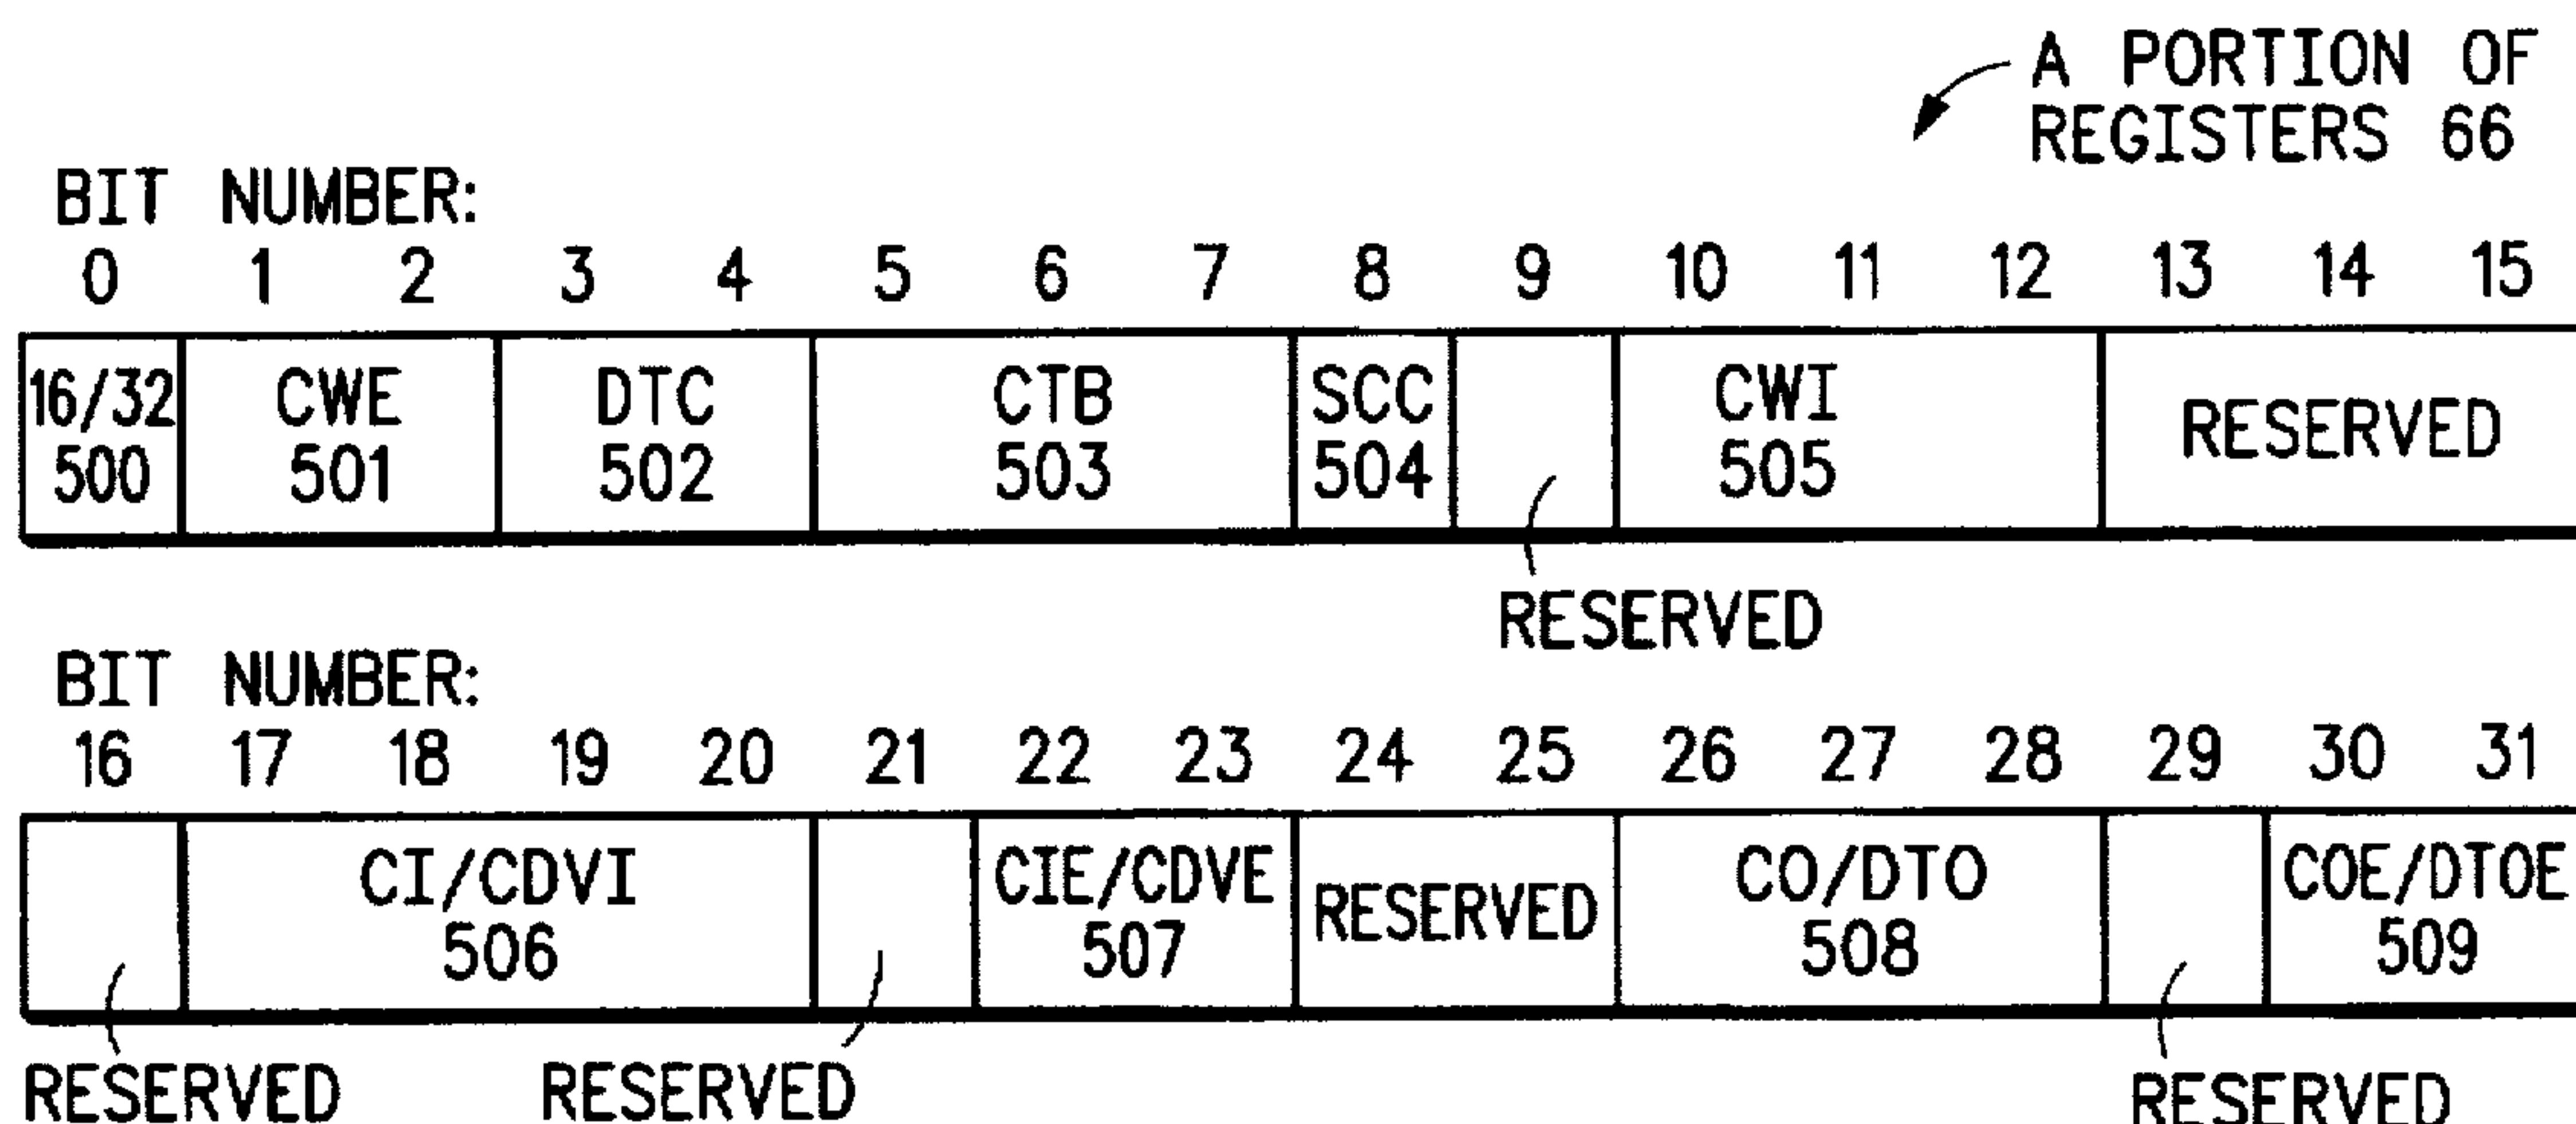 A PORTION OF
REGISTERS 66
BIT NUMBER:
0 1 2 3 4 5 6 7 8 9 10 11 12 13 14 15
16/32 CWE DTC CTB SCC CWI RESERVED
500 501 502 503 504 505
RESERVED
BIT NUMBER:
16 17 18 19 20 21 22 23 24 25 26 27 28 29 30 31
CI/CDVI CIE/CDVE RESERVED CO/DTO COE/DTOE
506 507 508 509
RESERVED RESERVED RESERVED